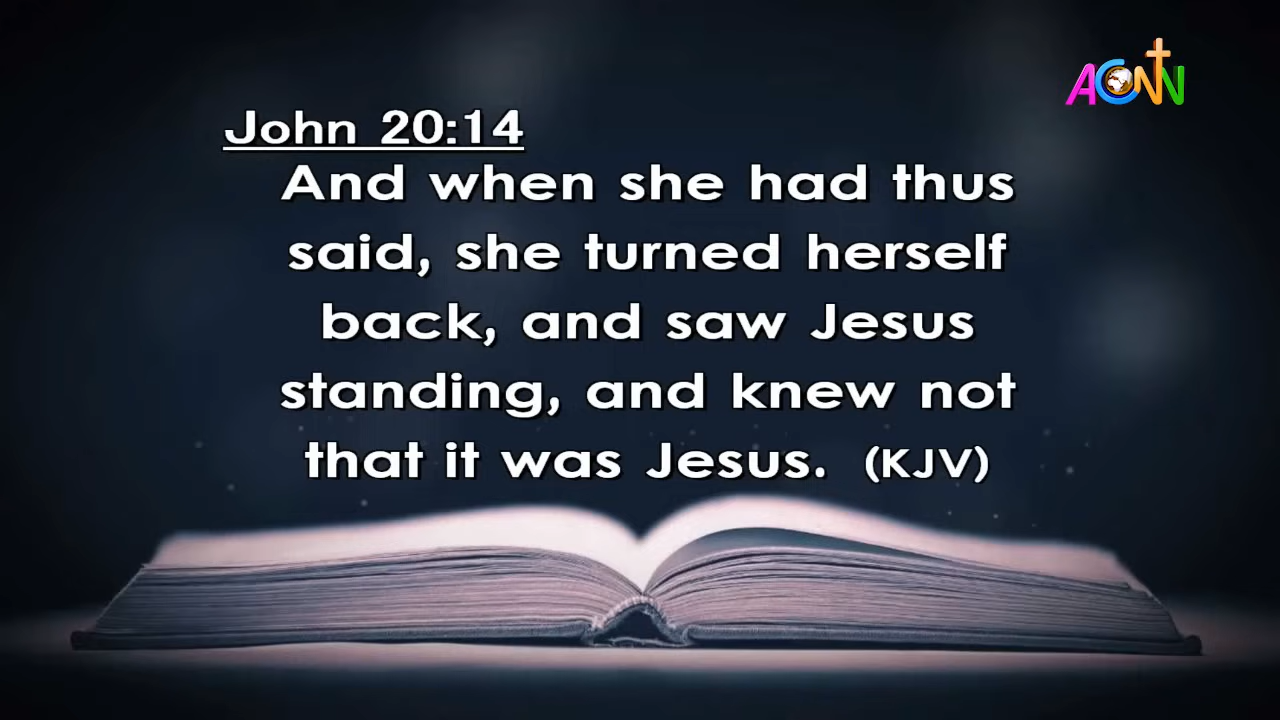 ACNN
John 20:14
And when she had thus
said, she turned herself
back, and saw Jesus
standing, and knew not
that it was Jesus. (KJV)